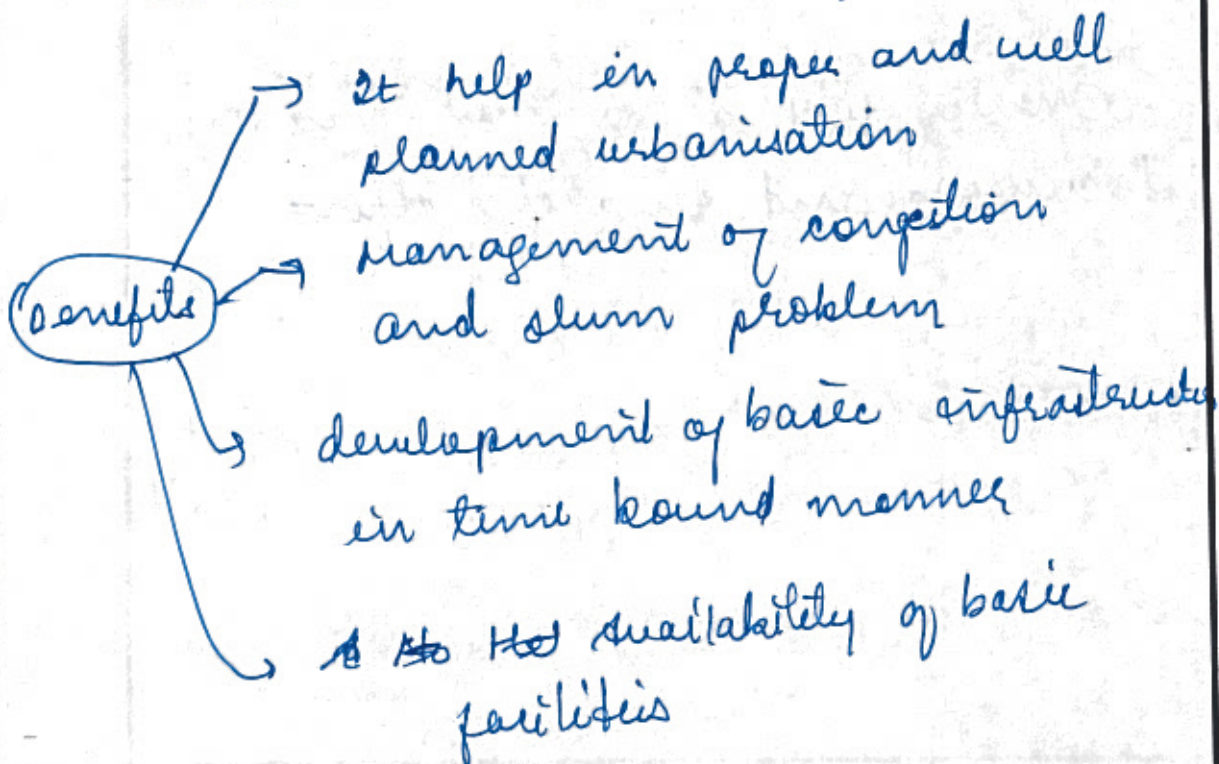 It help in proper and well
planned urbanisation
Management of congestion
and slum problem
benefits
development of basic infrastructu
in time bound manner
availability of basic
facilities